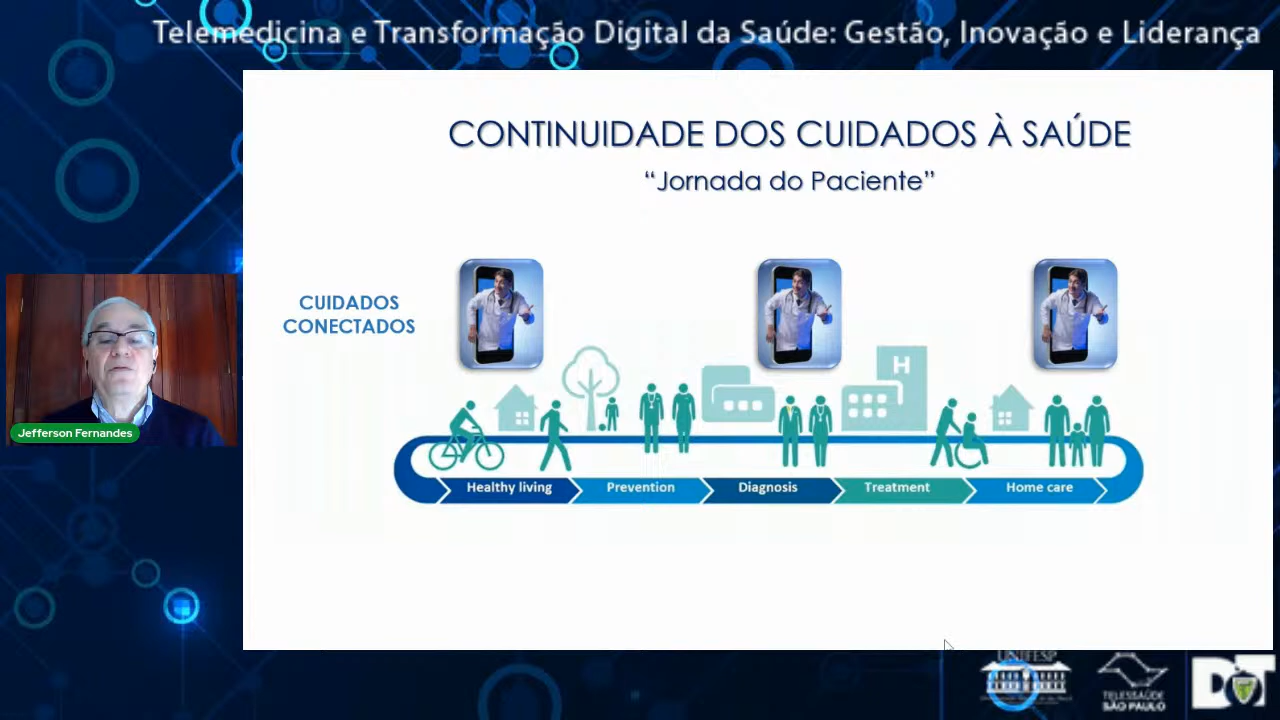 Telemedicina e Transformação Digital da Saúde: Gestão, Inovação e Liderança
CONTINUIDADE DOS CUIDADOS À SAÚDE
“Jornada do Paciente”
CUIDADOS
CONECTADOS
H
Healthy living
Prevention
Diagnosis
Treatment
Home care
Jefferson Fernandes
UNIFESP
TELESSAÚDE
SÃO PAULO